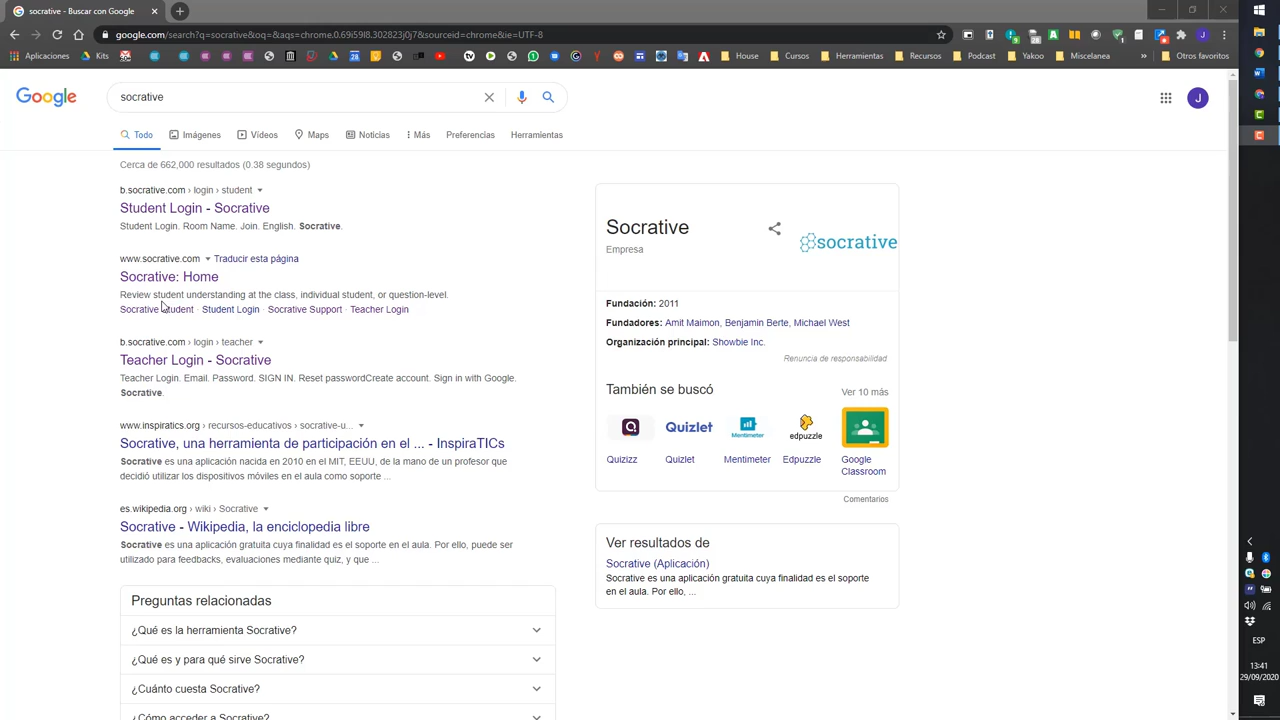 socrative - Buscar con Google
google.com/search?q=socrative&oq=&aqs=chrome.0.69i59l8.302823j0j7&sourceid=chrome&ie=UTF-8
Aplicaciones
Kits
House
Cursos
Herramientas
Recursos
Podcast
Yakoo
Miscelanea
»
Otros favoritos
Google
socrative
J
Todo
Imágenes
Vídeos
Maps
Noticias
Más
Preferencias
Herramientas
Cerca de 662,000 resultados (0.38 segundos)
b.socrative.com › login › student
Student Login - Socrative
Student Login. Room Name. Join. English. Socrative.
www.socrative.com Traducir esta página
Socrative: Home
Review student understanding at the class, individual student, or question-level.
Socrative Student · Student Login · Socrative Support · Teacher Login
b.socrative.com › login › teacher
Teacher Login - Socrative
Teacher Login. Email. Password. SIGN IN. Reset passwordCreate account. Sign in with Google.
Socrative.
www.inspiratics.org › recursos-educativos › socrative-u...
Socrative, una herramienta de participación en el ... - InspiraTICs
Socrative es una aplicación nacida en 2010 en el MIT, EEUU, de la mano de un profesor que
decidió utilizar los dispositivos móviles en el aula como soporte ...
es.wikipedia.org › wiki › Socrative
Socrative - Wikipedia, la enciclopedia libre
Socrative es una aplicación gratuita cuya finalidad es el soporte en el aula. Por ello, puede ser
utilizado para feedbacks, evaluaciones mediante quiz, y que ...
Preguntas relacionadas
¿Qué es la herramienta Socrative?
¿Qué es y para qué sirve Socrative?
¿Cuánto cuesta Socrative?
¿Cómo acceder a Socrative?
Socrative
Empresa
socrative
Fundación: 2011
Fundadores: Amit Maimon, Benjamin Berte, Michael West
Organización principal: Showbie Inc.
Renuncia de responsabilidad
También se buscó
Ver 10 más
Quizlet
Mentimeter
edpuzzle
Quizizz
Quizlet
Mentimeter
Edpuzzle
Google
Classroom
Comentarios
Ver resultados de
Socrative (Aplicación)
Socrative es una aplicación gratuita cuya finalidad es el soporte
en el aula. Por ello, ...
ESP
13:41
29/09/2020